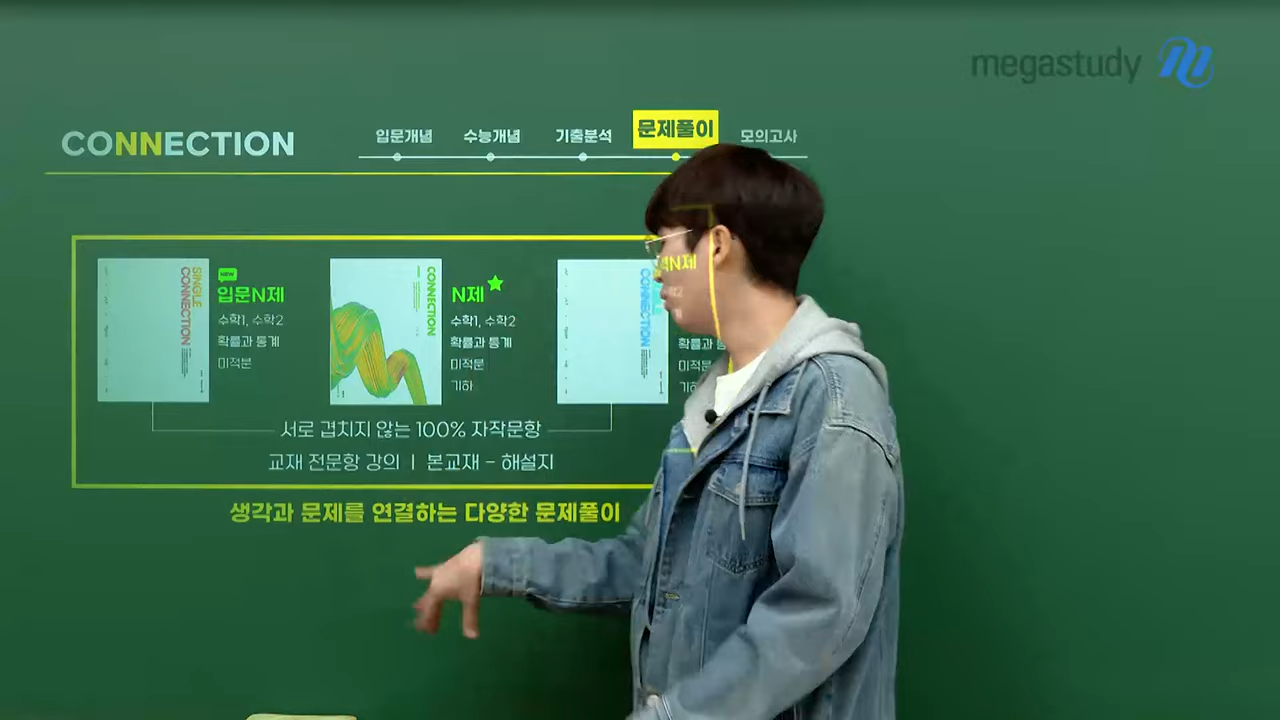 megastudy
CONNECTION
입문개념 수능개념 기출분석 문제풀이 모의고사
SINGLE
CONNECTION
NEW
입문N제
수학1, 수학2
확률과 통계
미적분
CONNECTION
N제
수학1, 수학2
확률과 통계
미적분
기하
CONNECTION
N제
확률과
미적분
기하
서로 겹치지 않는 100% 자작문항
교재 전문항 강의 | 본교재 - 해설지
생각과 문제를 연결하는 다양한 문제풀이